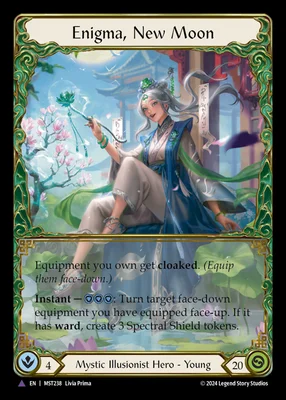 Enigma, New Moon
Equipment you own get cloaked. (Equip
them face-down.)
Instant — : Turn target face-down
equipment you have equipped face-up. If it
has ward, create 3 Spectral Shield tokens.
4 Mystic Illusionist Hero - Young 20
EN | MST238 Livia Prima © 2024 Legend Story Studios